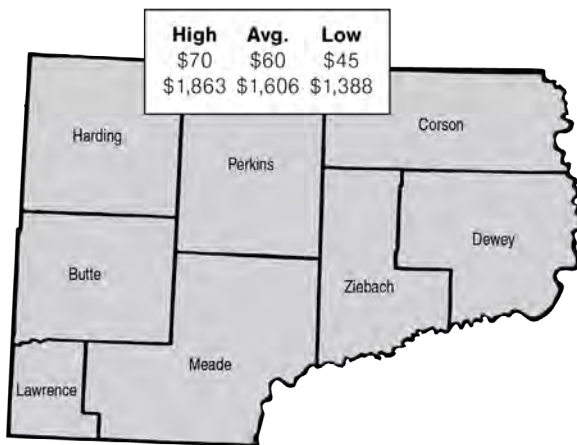 High Avg. Low
$70 $60 $45
$1,863 $1,606 $1,388
Corson
Harding
Perkins
Dewey
Butte
Ziebach
Meade
Lawrence